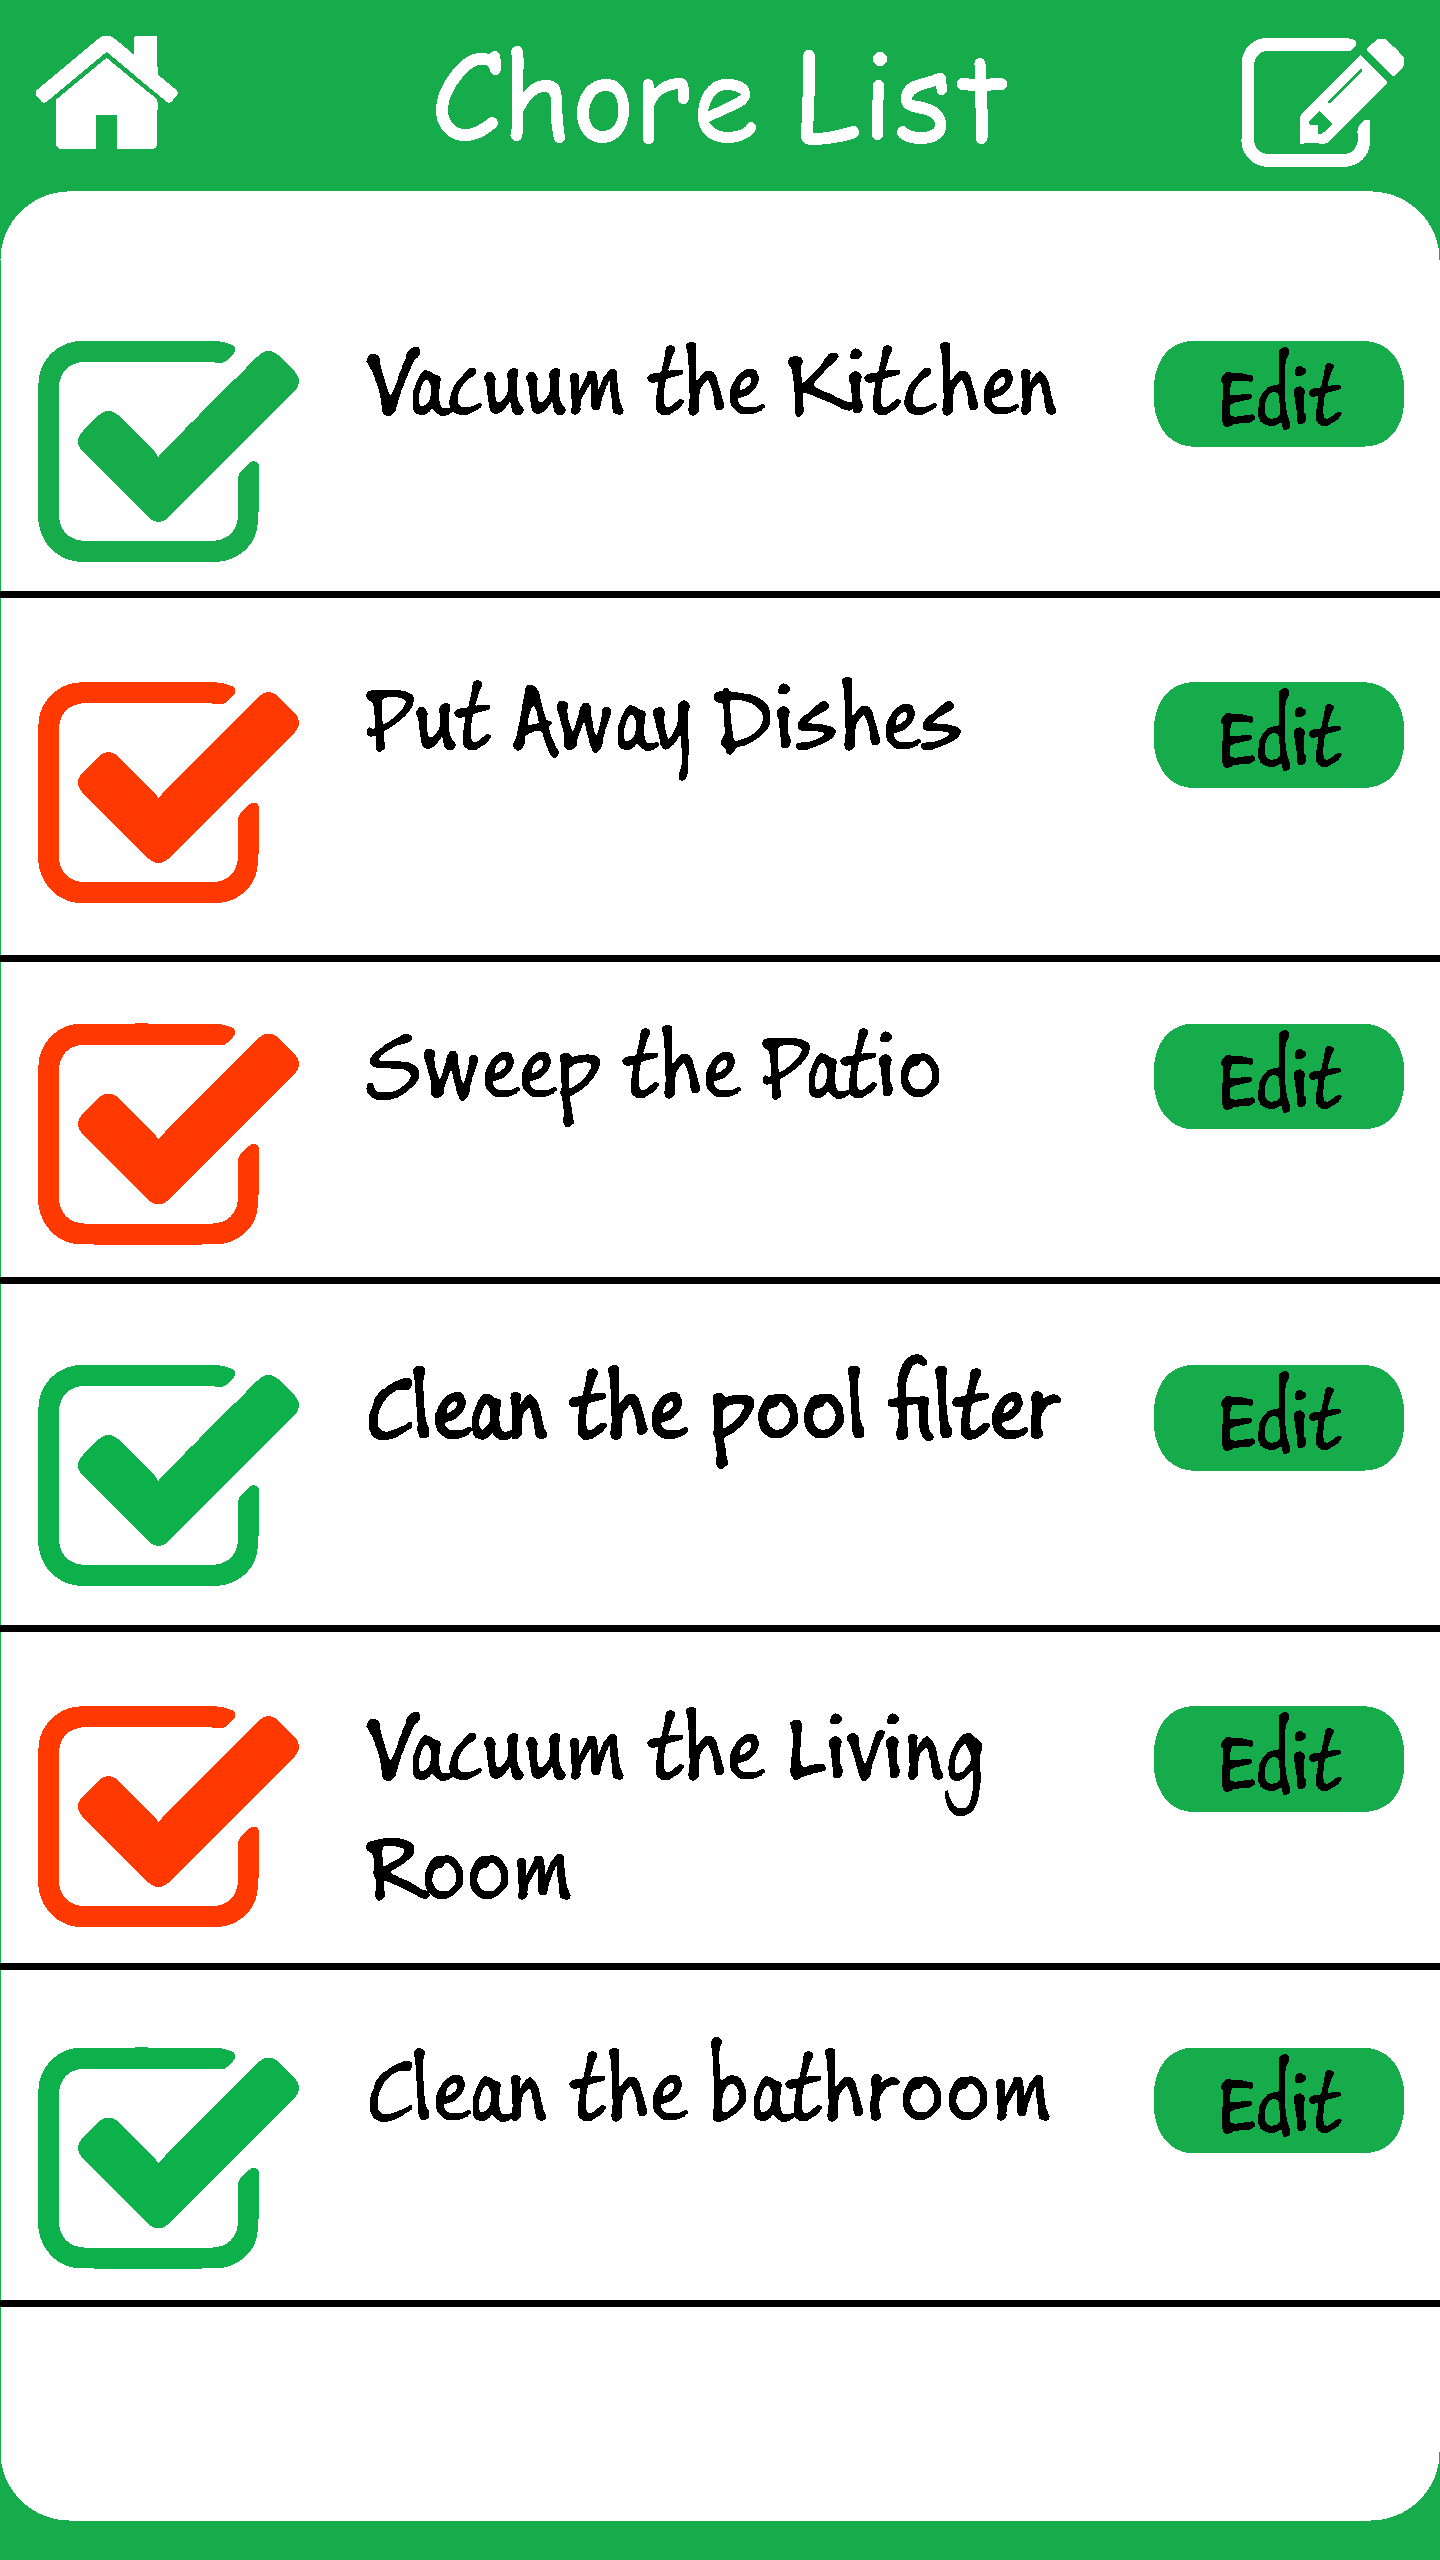 Chore List
Vacuum the Kitchen
Edit
Put Away Dishes
Edit
Sweep the Patio
Edit
Clean the pool filter
Edit
Vacuum the Living
Room
Edit
Clean the bathroom
Edit